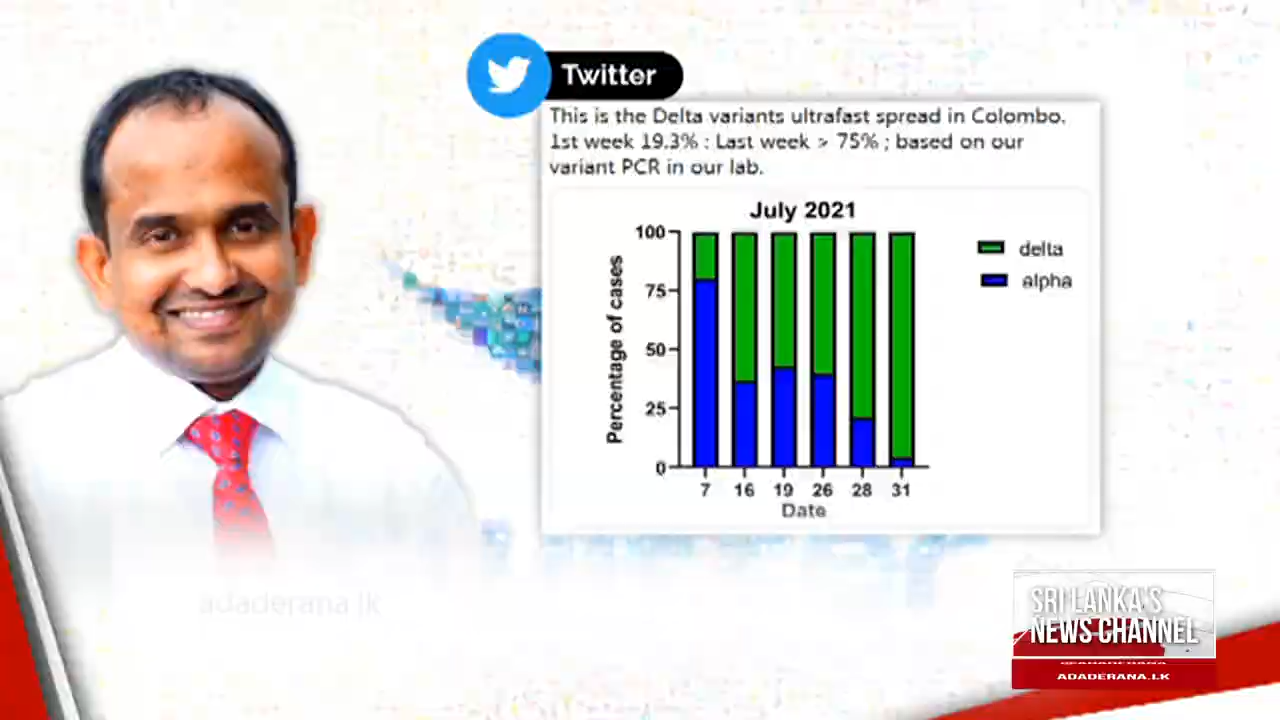 Twitter
This is the Delta variants ultrafast spread in Colombo.
1st week 19.3% : Last week > 75% ; based on our
variant PCR in our lab.
July 2021
100
75
50
25
0
Percentage of cases
7 16 19 26 28 31
Date
delta
alpha
adaderana.lk
SRI LANKA'S
NEWS CHANNEL
ADADERANA.LK